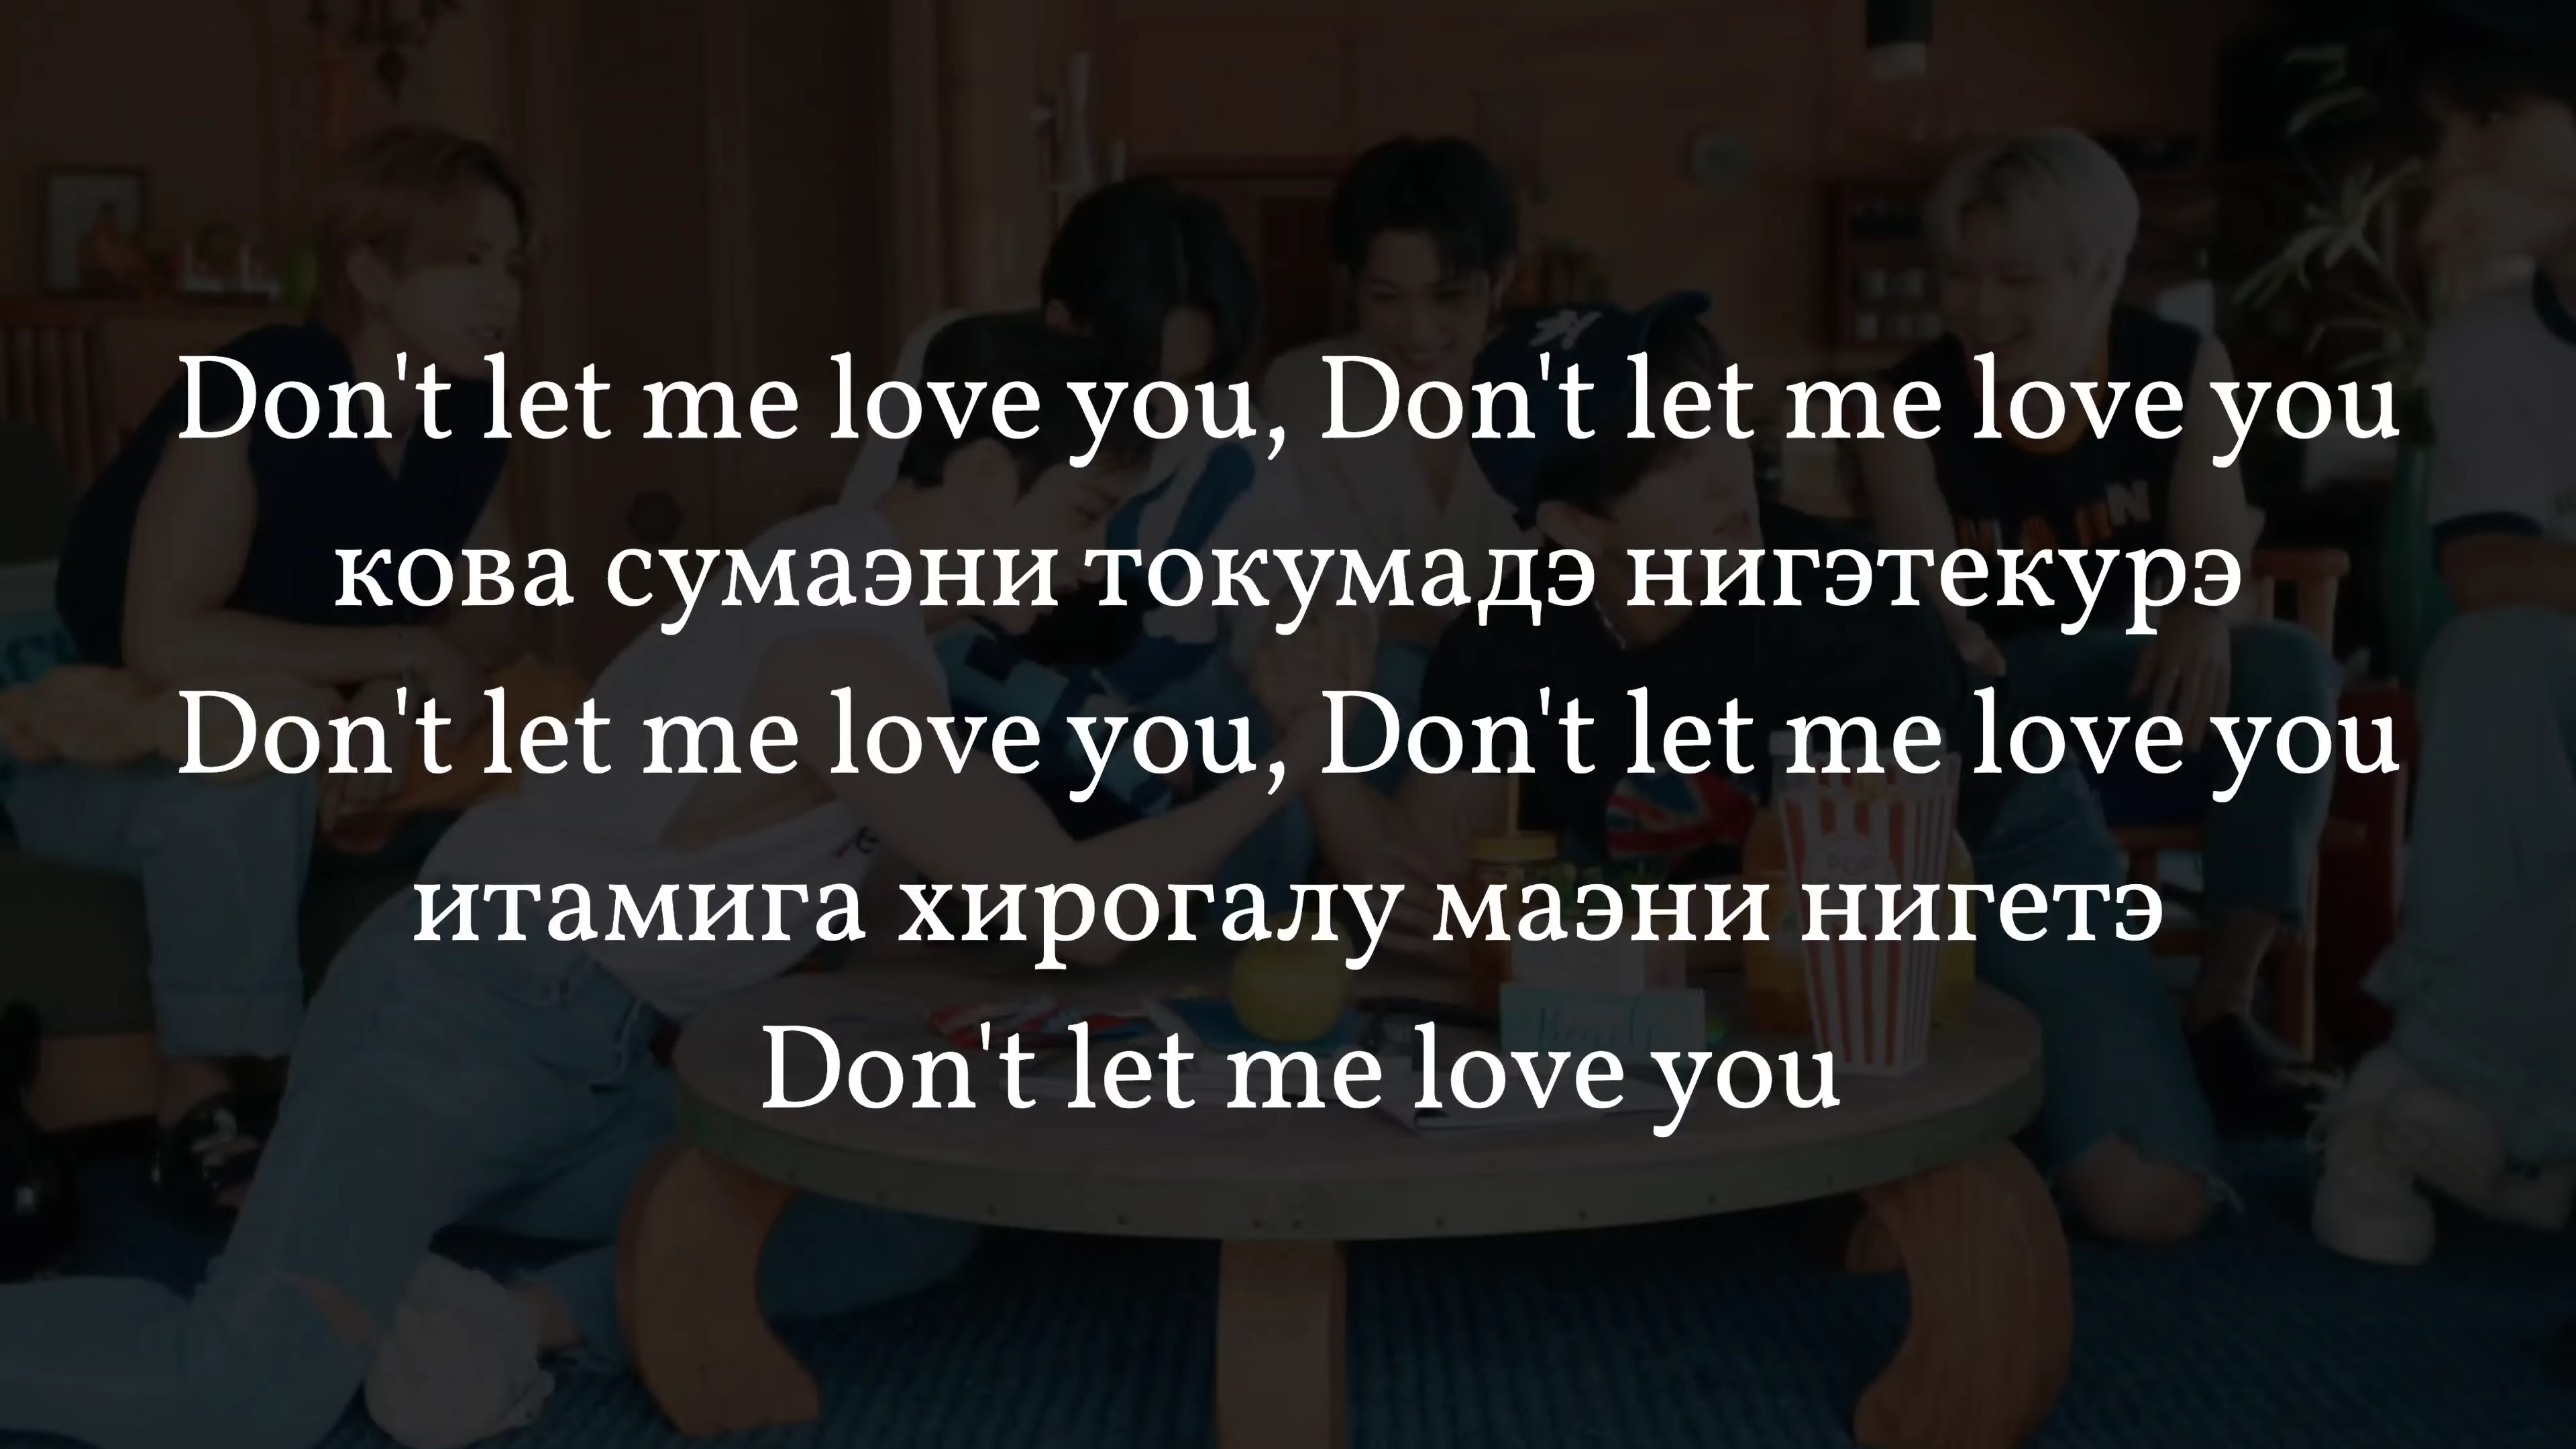 Don't let me love you, Don't let me love you
кова сумаэни токумадэ нигэтекурэ
Don't let me love you, Don't let me love you
итамига хирогалу маэни нигетэ
Don't let me love you